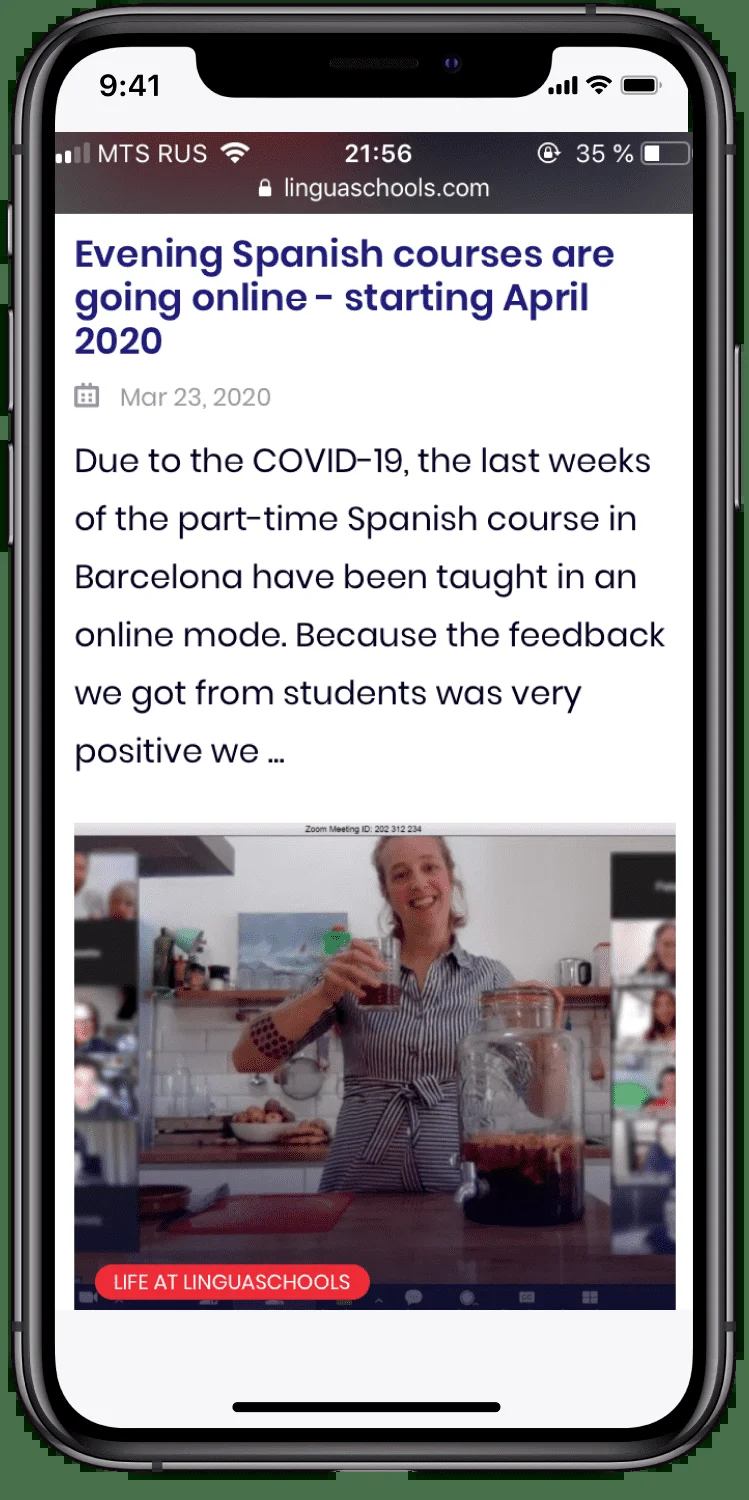 9:41
MTS RUS 21:56 35 %
linguaschools.com
Evening Spanish courses are
going online - starting April
2020
Mar 23, 2020
Due to the COVID-19, the last weeks
of the part-time Spanish course in
Barcelona have been taught in an
online mode. Because the feedback
we got from students was very
positive we ...
Zoom Meeting ID: 202 312 234
LIFE AT LINGUASCHOOLS